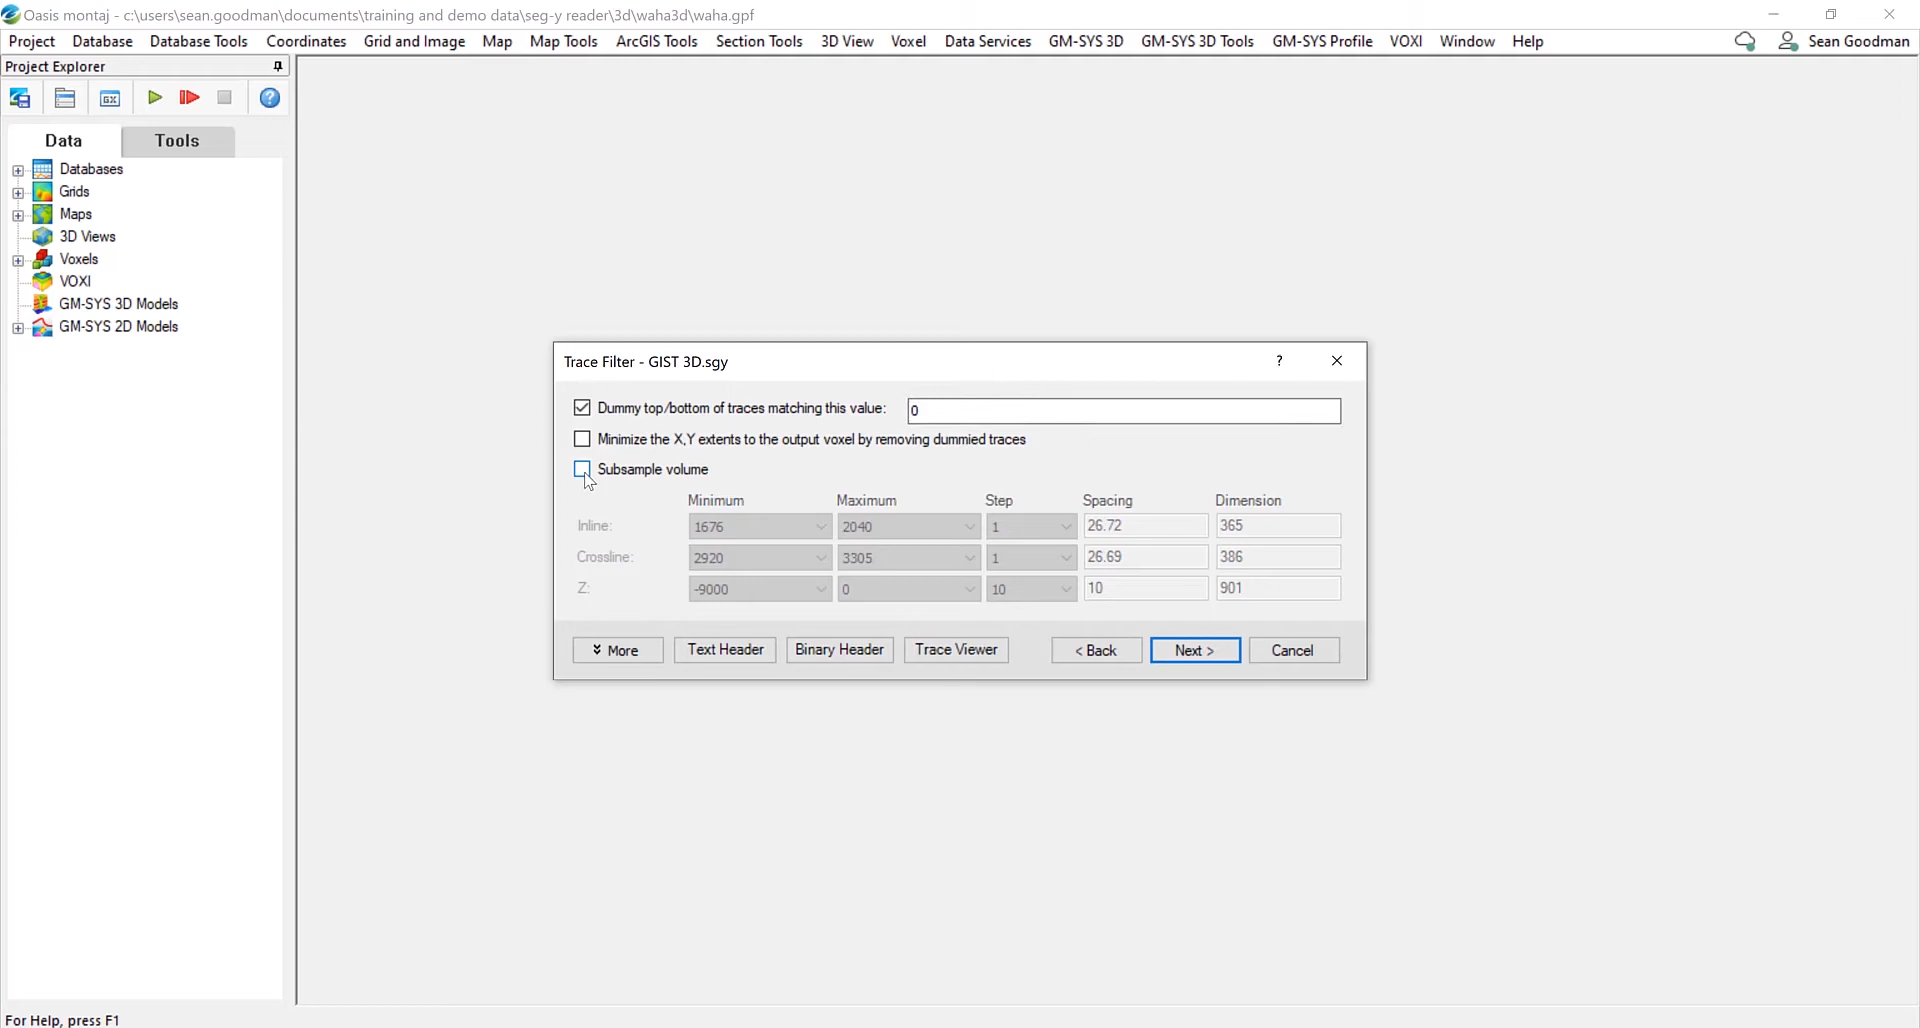 Oasis montaj - c:\users\sean.goodman\documents\training and demo data\seg-y reader\3d\waha3d\waha.gpf
Project Database Database Tools Coordinates Grid and Image Map Map Tools ArcGIS Tools Section Tools 3D View Voxel Data Services GM-SYS 3D GM-SYS 3D Tools GM-SYS Profile VOXI Window Help Sean Goodman
Project Explorer
GX ?
Data Tools
Databases
Grids
Maps
3D Views
Voxels
VOXI
GM-SYS 3D Models
GM-SYS 2D Models
Trace Filter - GIST 3D.sgy ?
Dummy top/bottom of traces matching this value: 0
Minimize the X,Y extents to the output voxel by removing dummied traces
Subsample volume
Minimum Maximum Step Spacing Dimension
Inline: 1676 2040 1 26.72 365
Crossline: 2920 3305 1 26.69 386
Z: -9000 0 10 10 901
More Text Header Binary Header Trace Viewer < Back Next > Cancel
For Help, press F1